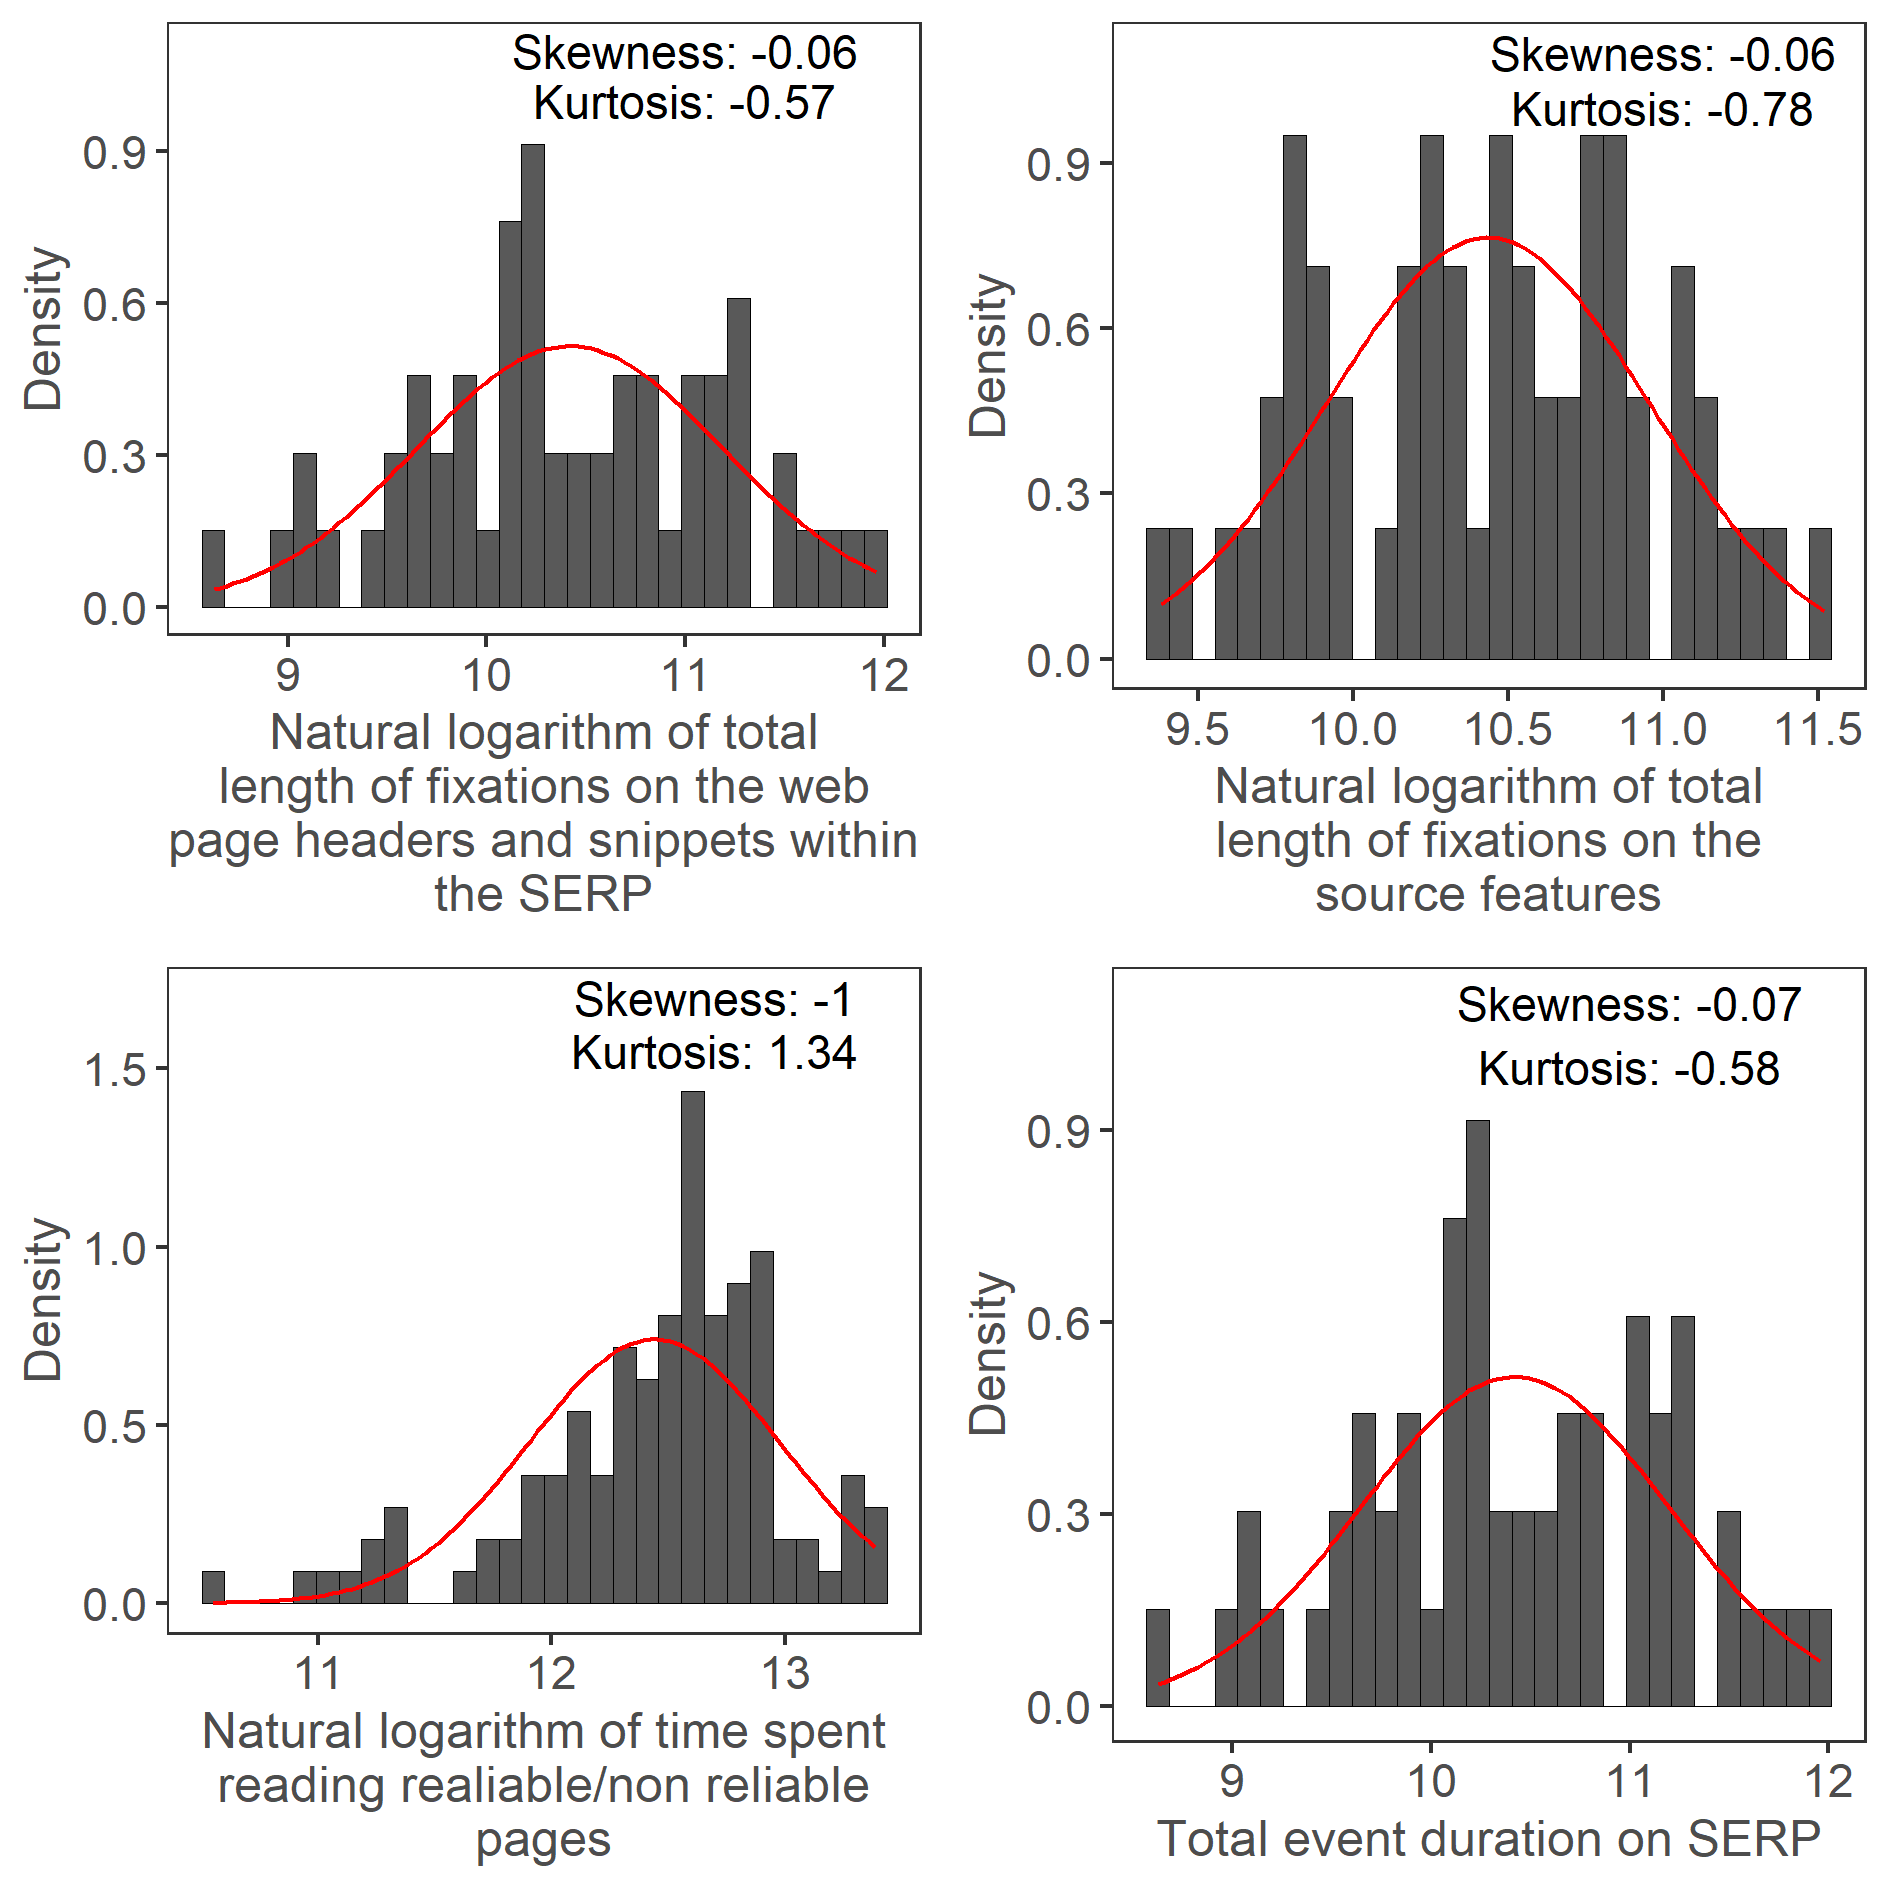 Skewness: -0.06
Kurtosis: -0.57
Density
0.9
0.6
0.3
0.0
9 10 11 12
Natural logarithm of total
length of fixations on the web
page headers and snippets within
the SERP
Skewness: -0.06
Kurtosis: -0.78
Density
0.9
0.6
0.3
0.0
9.5 10.0 10.5 11.0 11.5
Natural logarithm of total
length of fixations on the
source features
Skewness: -1
Kurtosis: 1.34
Density
1.5
1.0
0.5
0.0
11 12 13
Natural logarithm of time spent
reading realiable/non reliable
pages
Skewness: -0.07
Kurtosis: -0.58
Density
0.9
0.6
0.3
0.0
9 10 11 12
Total event duration on SERP